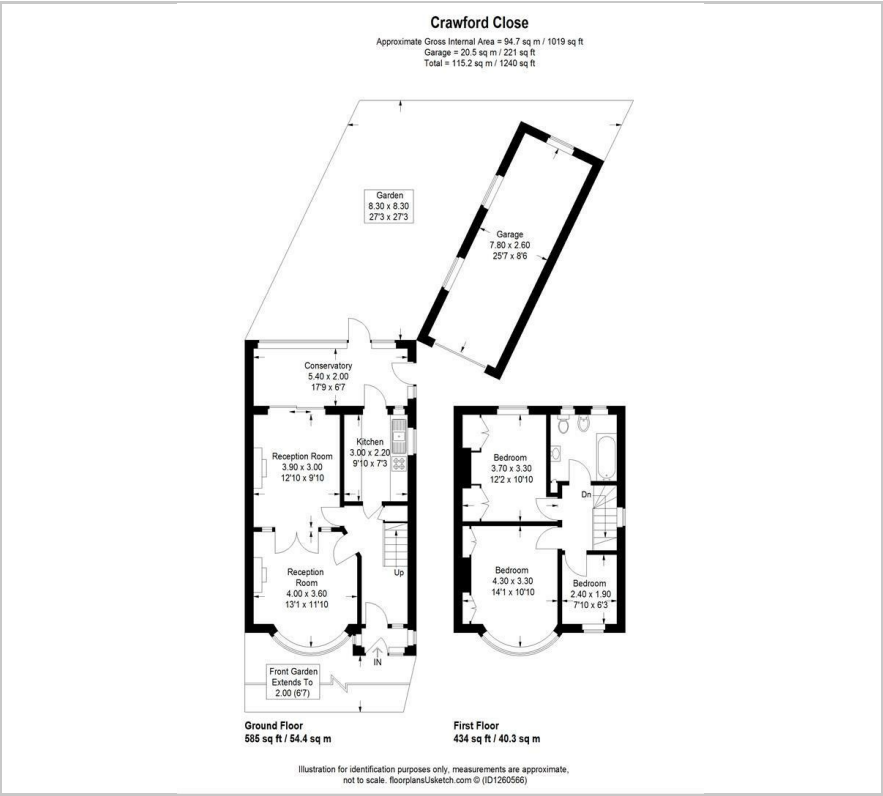 Crawford Close
Approximate Gross Internal Area = 94.7 sq m / 1019 sq ft
Garage = 20.5 sq m / 221 sq ft
Total = 115.2 sq m / 1240 sq ft
Garden
8.30 x 8.30
27'3 x 27'3
Garage
7.80 x 2.60
25'7 x 8'6
Conservatory
5.40 x 2.00
17'9 x 6'7
Kitchen
3.00 x 2.20
9'10 x 7'3
Reception Room
3.90 x 3.00
12'10 x 9'10
Reception
Room
4.00 x 3.60
13'1 x 11'10
Up
IN
Front Garden
Extends To
2.00 (6'7)
Bedroom
3.70 x 3.30
12'2 x 10'10
Dn
Bedroom
4.30 x 3.30
14'1 x 10'10
Bedroom
2.40 x 1.90
7'10 x 6'3
Ground Floor
585 sq ft / 54.4 sq m
First Floor
434 sq ft / 40.3 sq m
Illustration for identification purposes only, measurements are approximate,
not to scale. floorplansUsketch.com © (ID1260566)